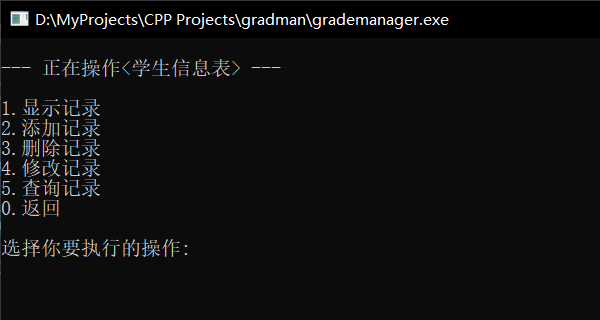 D:\MyProjects\CPP Projects\gradman\grademanager.exe
--- 正在操作<学生信息表> ---
1.显示记录
2.添加记录
3.删除记录
4.修改记录
5.查询记录
0.返回
选择你要执行的操作: